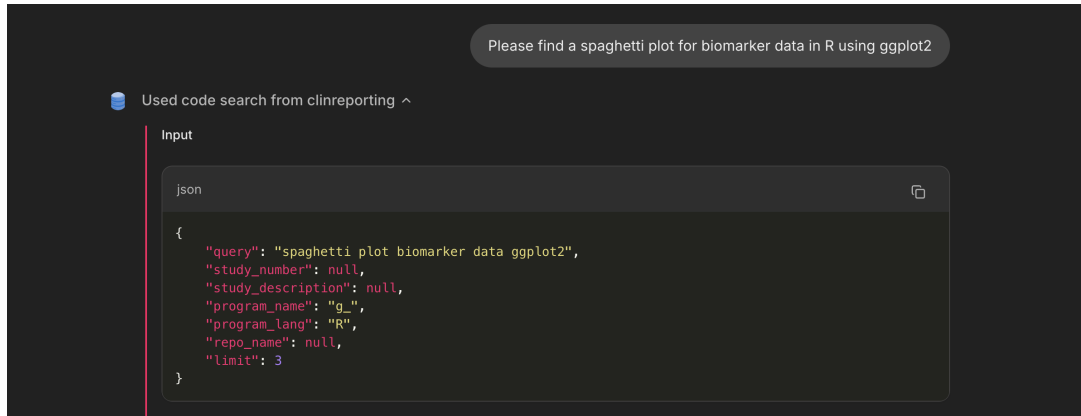 Please find a spaghetti plot for biomarker data in R using ggplot2
Used code search from clinreporting
Input
json
{
    "query": "spaghetti plot biomarker data ggplot2",
    "study_number": null,
    "study_description": null,
    "program_name": "g_",
    "program_lang": "R",
    "repo_name": null,
    "limit": 3
}